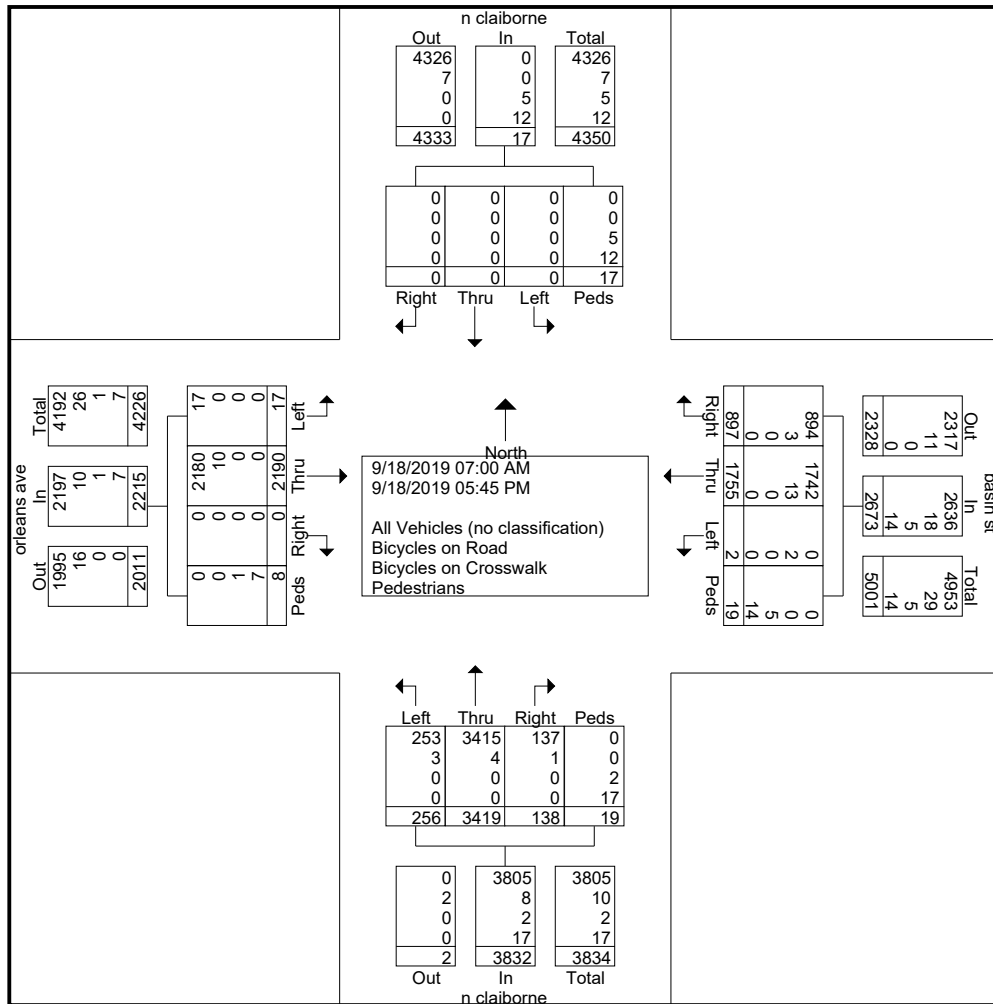 n claiborne
Out In Total
4326 0 4326
7 0 7
0 5 5
0 12 12
4333 17 4350
0 0 0 0
0 0 0 0
0 0 0 5
0 0 0 12
0 0 0 17
Right Thru Left Peds
orleans ave
Total
4192
26
1
7
4226
In
2197
10
1
7
2215
Out
1995
16
0
0
2011
Left
17
0
0
0
17
Thru
2180
10
0
0
2190
Right
0
0
0
0
0
Peds
0
0
1
7
8
North
9/18/2019 07:00 AM
9/18/2019 05:45 PM
All Vehicles (no classification)
Bicycles on Road
Bicycles on Crosswalk
Pedestrians
Right
894
3
0
0
897
Thru
1742
13
0
0
1755
Left
0
2
0
0
2
Peds
0
0
5
14
19
basin st
Out
2317
11
0
0
2328
In
2636
18
5
14
2673
Total
4953
29
5
14
5001
Left Thru Right Peds
253 3415 137 0
3 4 1 0
0 0 0 2
0 0 0 17
256 3419 138 19
0 3805 3805
2 8 10
0 2 2
0 17 17
2 3832 3834
Out In Total
n claiborne